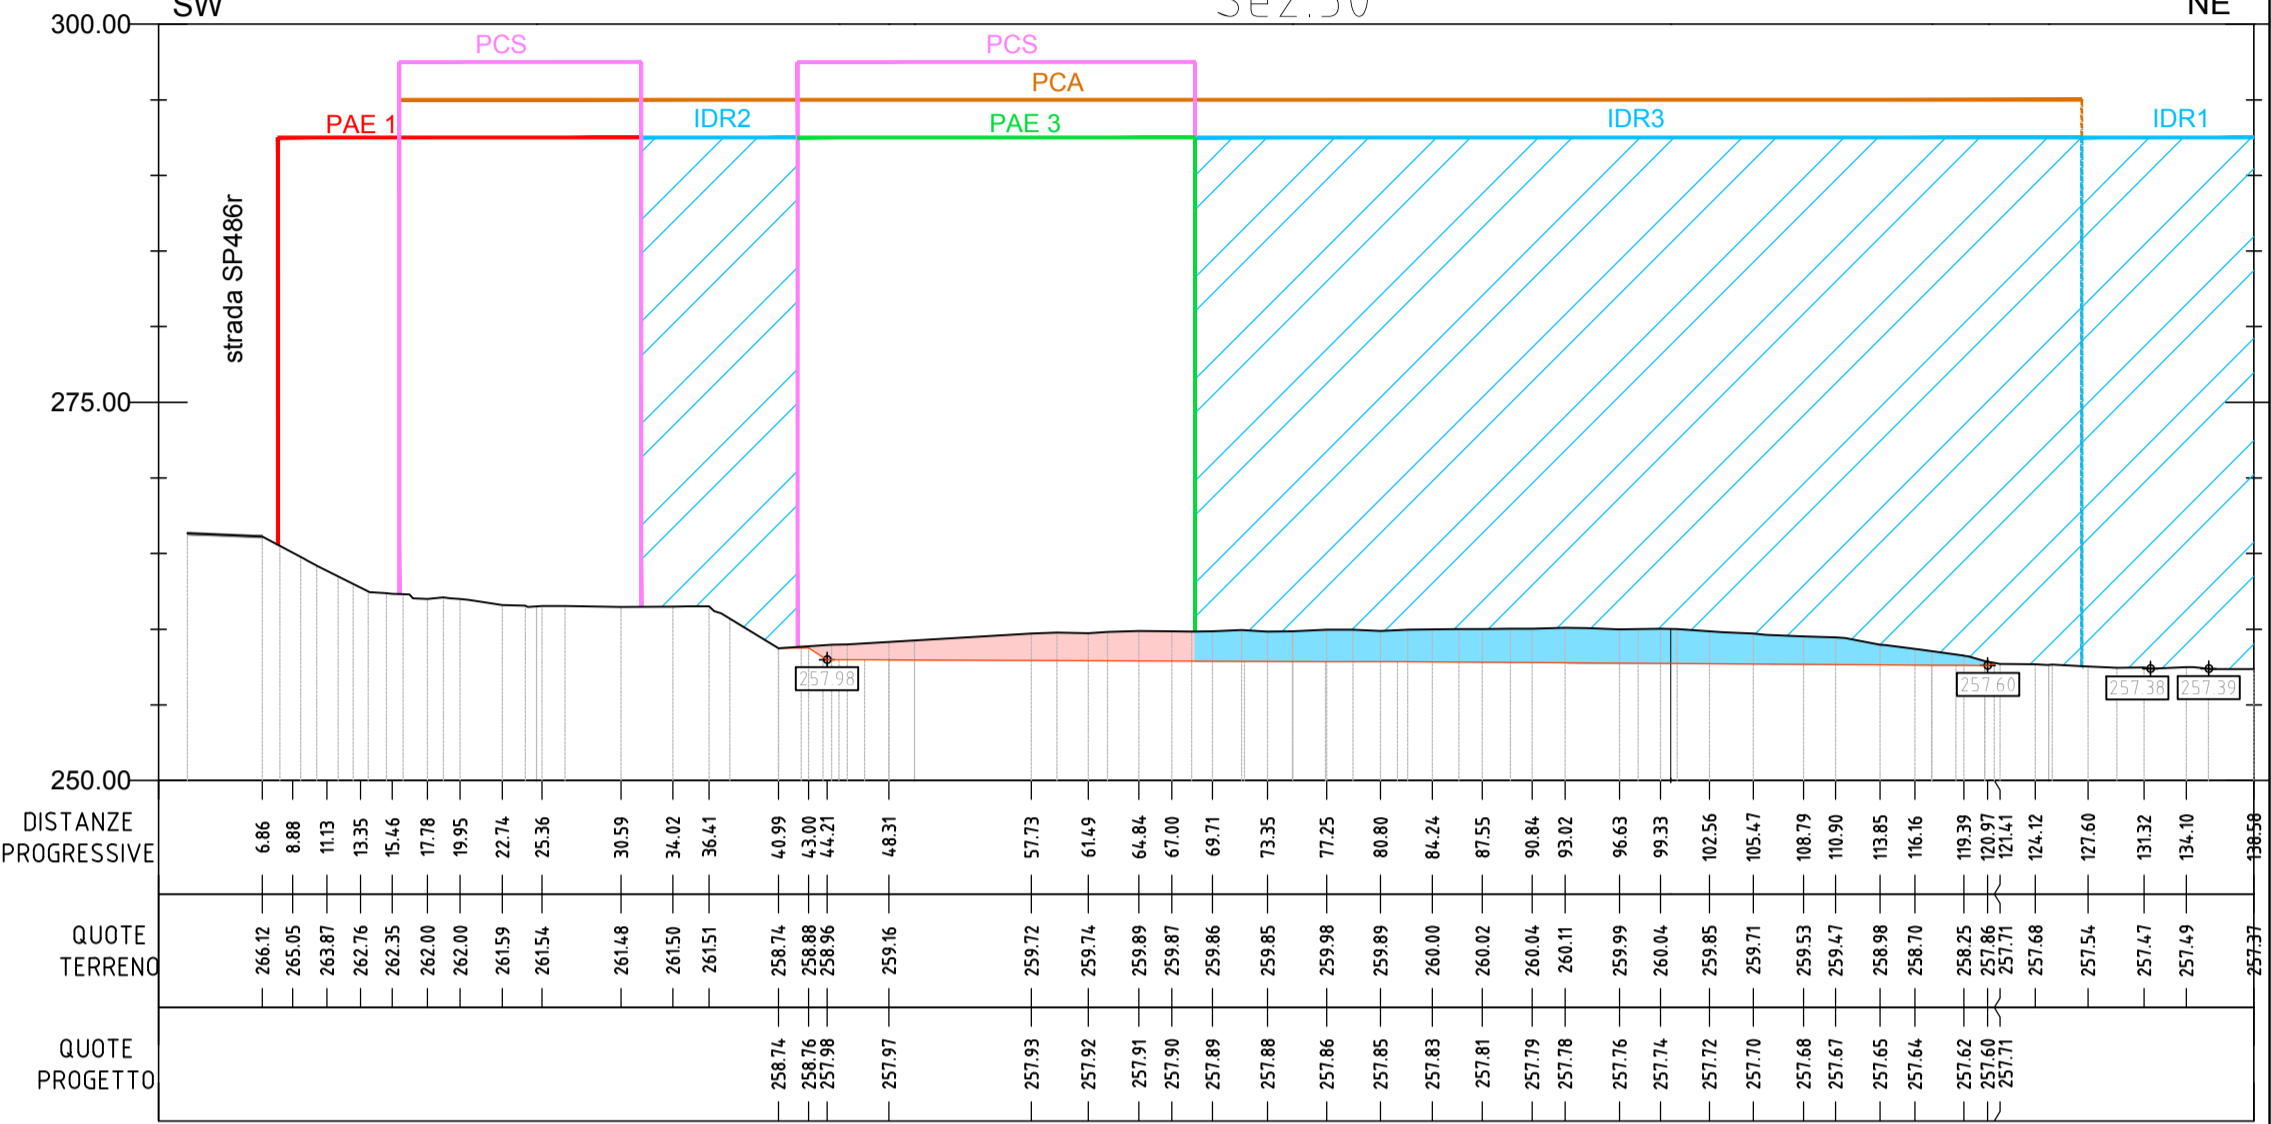 SW NE
300.00
PCS PCS
PCA
PAE 1 IDR2 PAE 3 IDR3 IDR1
strada SP486r
275.00
257.98 257.60 257.38 257.39
250.00
DISTANZE
PROGRESSIVE
6.86 8.88 11.13 13.35 15.46 17.78 19.95 22.74 25.36 30.59 34.02 36.41 40.99 43.00 44.21 48.31 57.73 61.49 64.84 67.00 69.71 73.35 77.25 80.80 84.24 87.55 90.84 93.02 96.63 99.33 102.56 105.47 108.79 110.90 113.85 116.16 119.39 120.97 121.41 124.12 127.60 131.32 134.10 138.58
QUOTE
TERRENO
266.12 265.05 263.87 262.76 262.35 262.00 262.00 261.59 261.54 261.48 261.50 261.51 258.74 258.88 258.96 259.16 259.72 259.74 259.89 259.87 259.86 259.85 259.98 259.89 260.00 260.02 260.04 260.11 259.99 260.04 259.85 259.71 259.53 259.47 258.98 258.70 258.25 257.86 257.71 257.68 257.54 257.47 257.49 257.37
QUOTE
PROGETTO
258.74 258.76 257.98 257.97 257.93 257.92 257.91 257.90 257.89 257.88 257.86 257.85 257.83 257.81 257.79 257.78 257.76 257.74 257.72 257.70 257.68 257.67 257.65 257.64 257.62 257.60 257.71